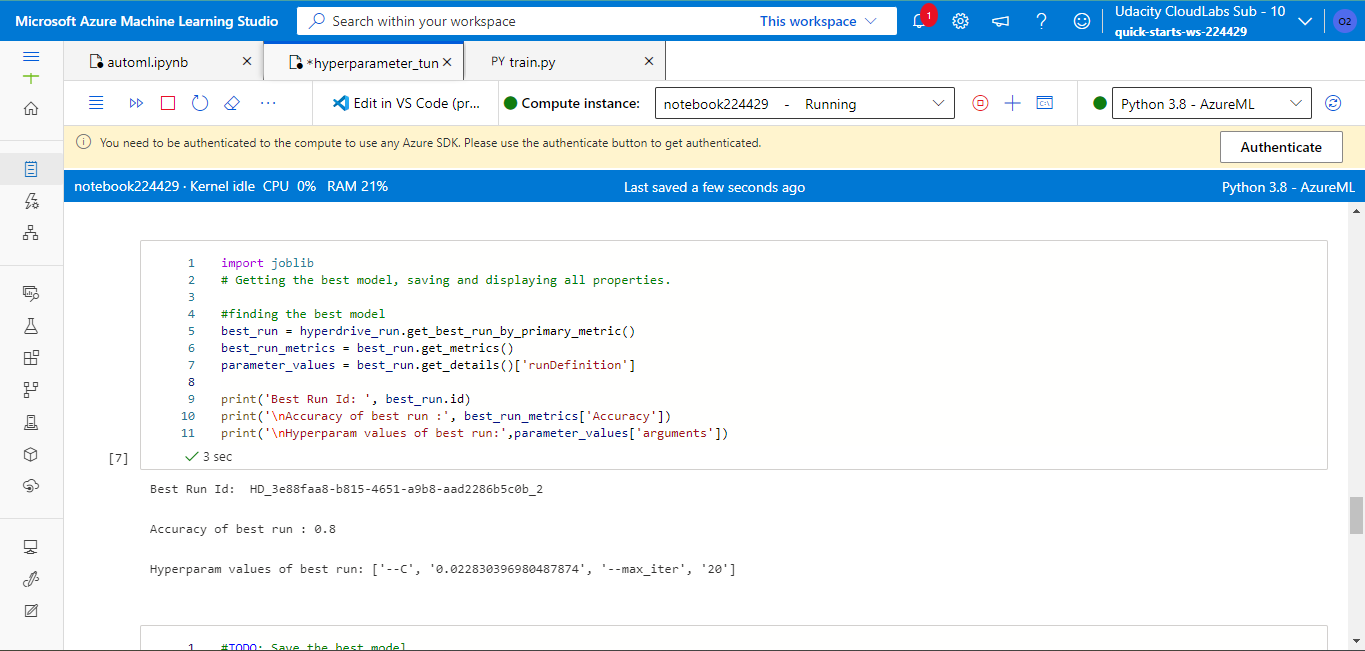 Microsoft Azure Machine Learning Studio
Search within your workspace
This workspace
1
Udacity CloudLabs Sub - 10
quick-starts-ws-224429
O2
automl.ipynb
*hyperparameter_tun
PY train.py
Edit in VS Code (pr...
Compute instance:
notebook224429 - Running
Python 3.8 - AzureML
You need to be authenticated to the compute to use any Azure SDK. Please use the authenticate button to get authenticated.
Authenticate
notebook224429 · Kernel idle CPU 0% RAM 21%
Last saved a few seconds ago
Python 3.8 - AzureML
1 import joblib
2 # Getting the best model, saving and displaying all properties.
3
4 #finding the best model
5 best_run = hyperdrive_run.get_best_run_by_primary_metric()
6 best_run_metrics = best_run.get_metrics()
7 parameter_values = best_run.get_details()['runDefinition']
8
9 print('Best Run Id: ', best_run.id)
10 print('\nAccuracy of best run :', best_run_metrics['Accuracy'])
11 print('\nHyperparam values of best run:',parameter_values['arguments'])
[7]
3 sec
Best Run Id:  HD_3e88faa8-b815-4651-a9b8-aad2286b5c0b_2
Accuracy of best run : 0.8
Hyperparam values of best run: ['--C', '0.022830396980487874', '--max_iter', '20']
1 #TODO: Save the best model